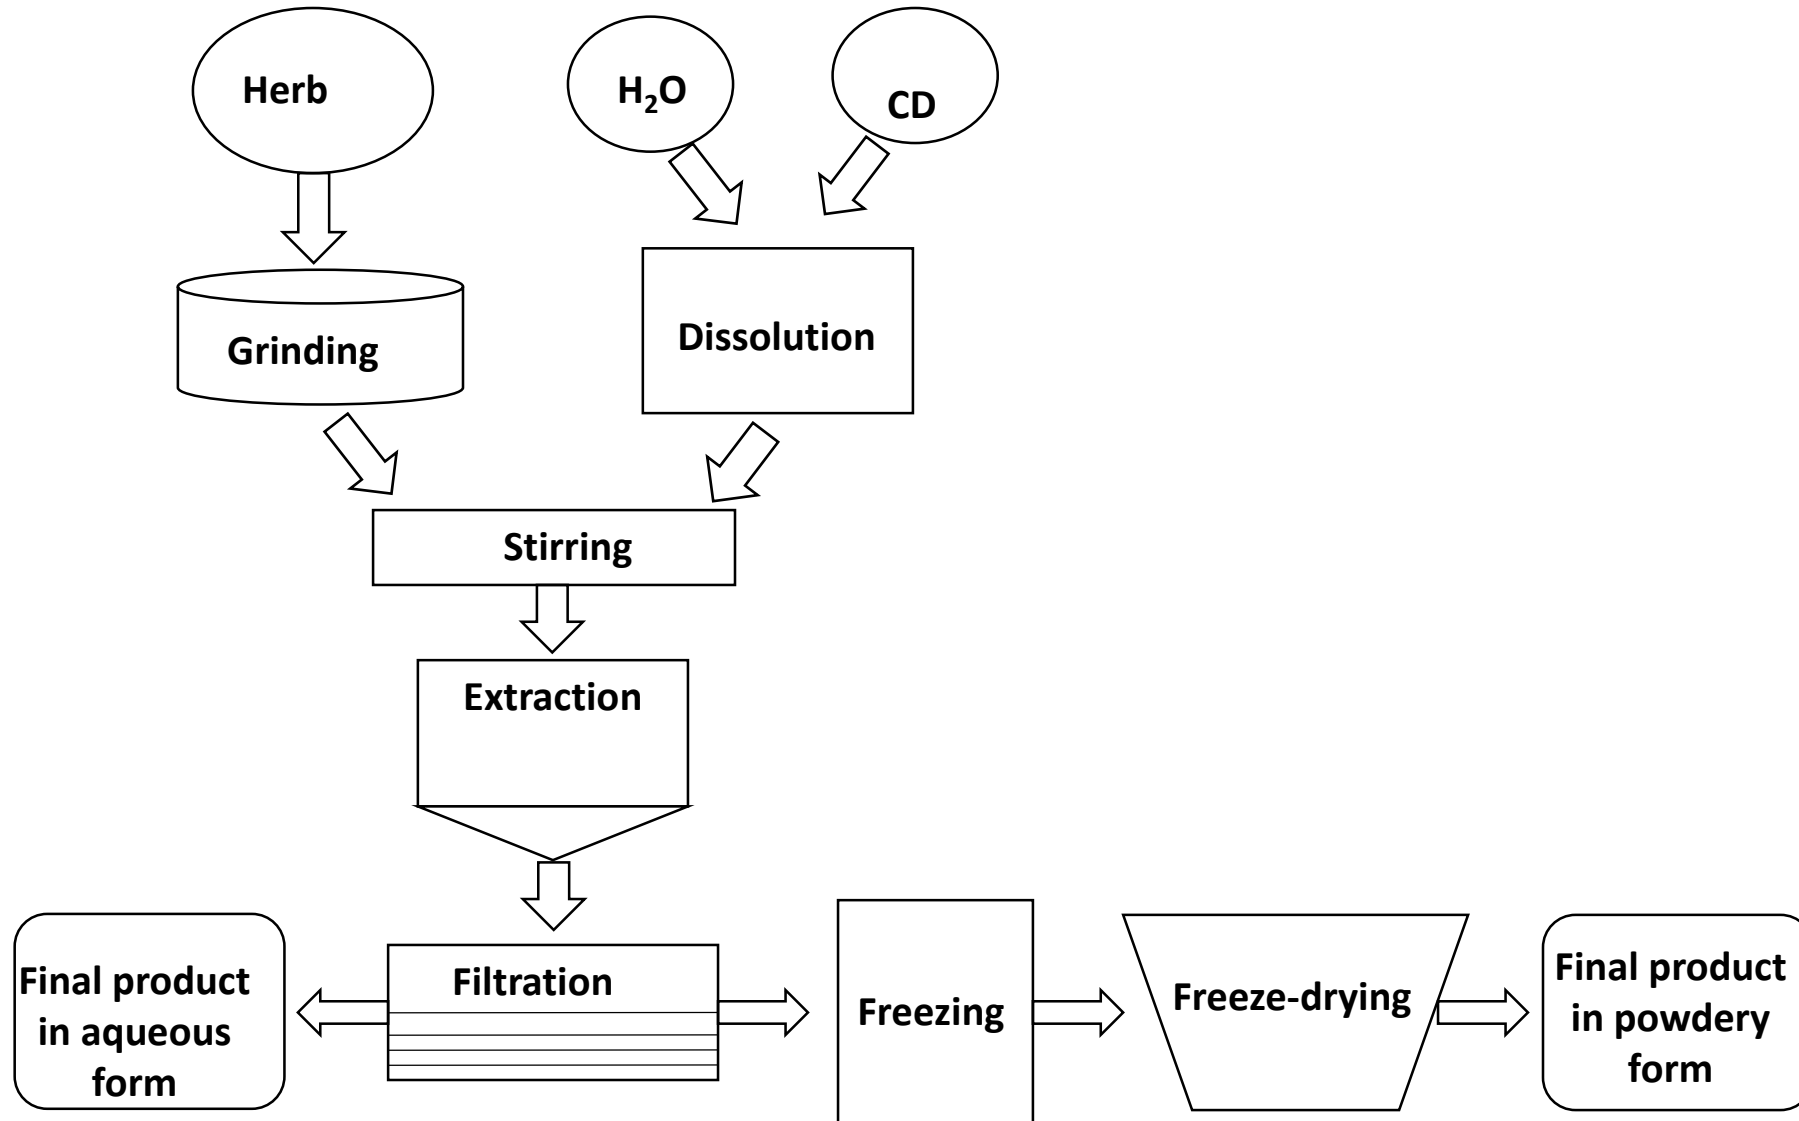 Herb
H₂O
CD
Grinding
Dissolution
Stirring
Extraction
Filtration
Final product
in aqueous
form
Freezing
Freeze-drying
Final product
in powdery
form